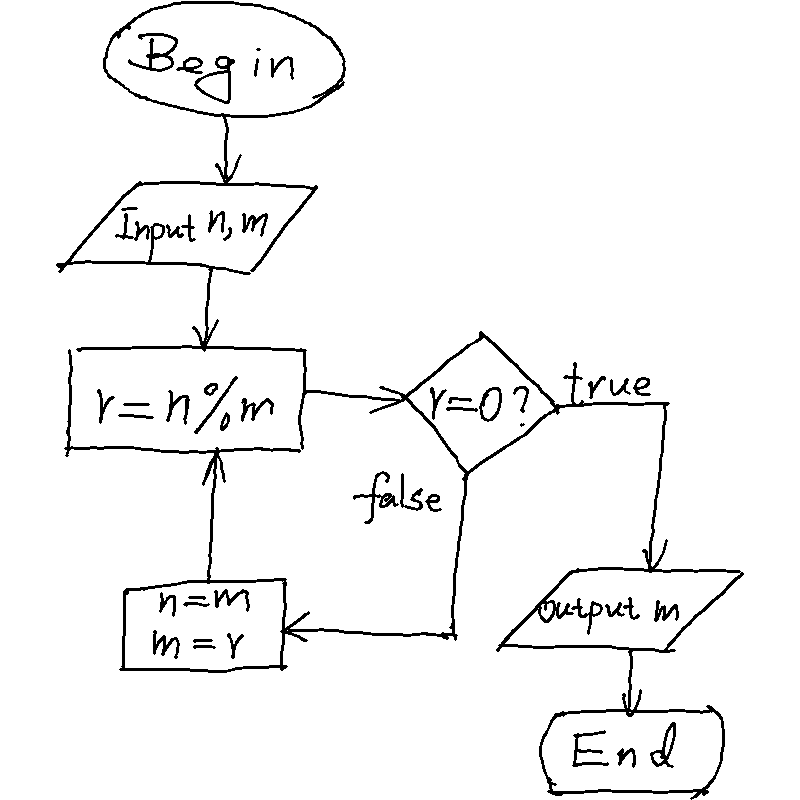 Begin
Input n, m
r = n % m
r = 0 ?
true
false
n = m
m = r
output m
End